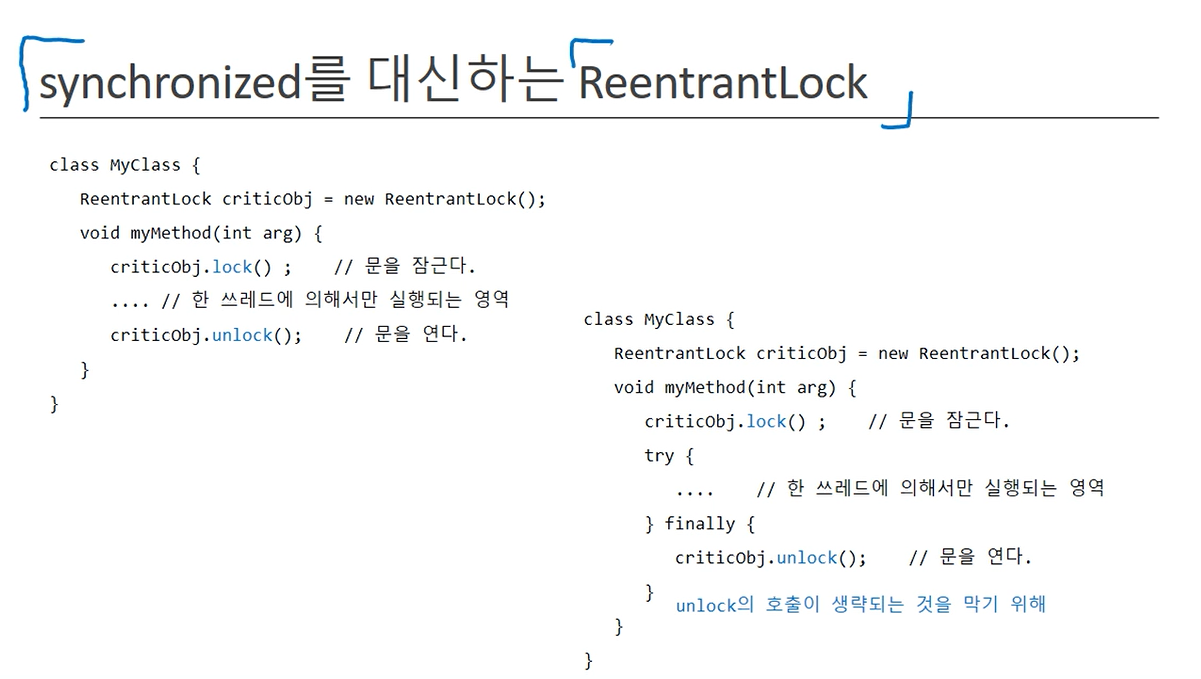 synchronized를 대신하는 ReentrantLock
class MyClass {
ReentrantLock criticObj = new ReentrantLock();
void myMethod(int arg) {
criticObj.lock() ; // 문을 잠근다.
.... // 한 쓰레드에 의해서만 실행되는 영역
criticObj.unlock(); // 문을 연다.
}
}
class MyClass {
ReentrantLock criticObj = new ReentrantLock();
void myMethod(int arg) {
criticObj.lock() ; // 문을 잠근다.
try {
.... // 한 쓰레드에 의해서만 실행되는 영역
} finally {
criticObj.unlock(); // 문을 연다.
}
unlock의 호출이 생략되는 것을 막기 위해
}
}